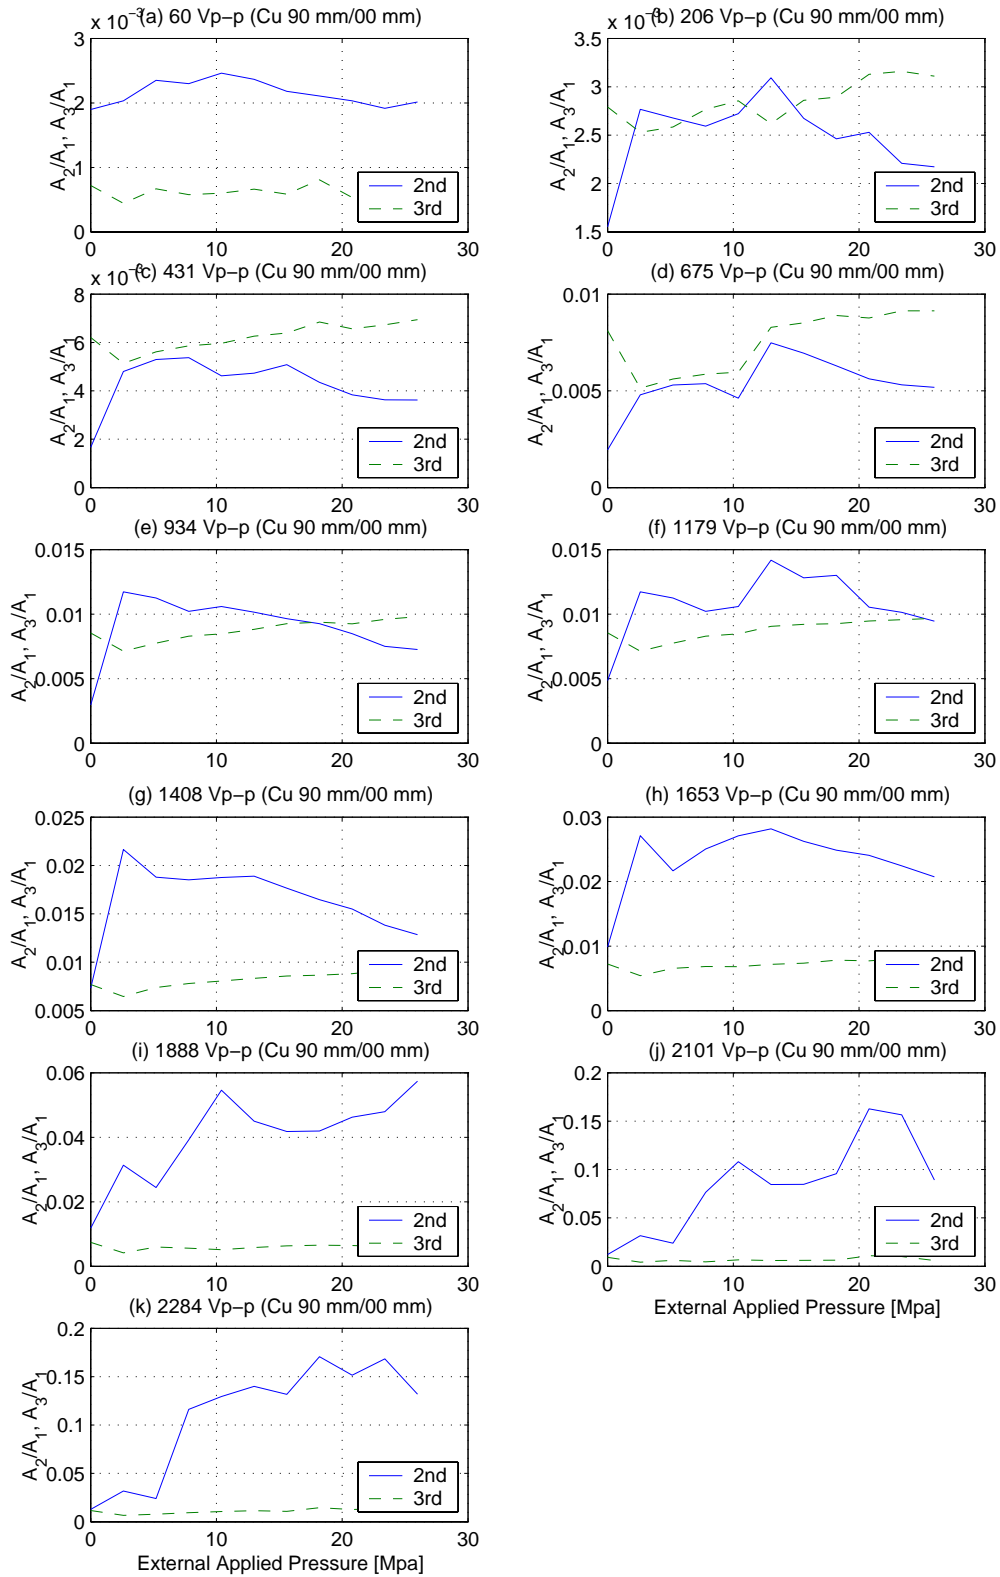 x 10⁻³ (a) 60 Vp−p (Cu 90 mm/00 mm)
A₂/A₁, A₃/A₁
3
2
1
0
0 10 20 30
2nd
3rd
x 10⁻³ (b) 206 Vp−p (Cu 90 mm/00 mm)
A₂/A₁, A₃/A₁
3.5
3
2.5
2
1.5
0 10 20 30
2nd
3rd
x 10⁻³ (c) 431 Vp−p (Cu 90 mm/00 mm)
A₂/A₁, A₃/A₁
8
6
4
2
0
0 10 20 30
2nd
3rd
(d) 675 Vp−p (Cu 90 mm/00 mm)
A₂/A₁, A₃/A₁
0.01
0.005
0
0 10 20 30
2nd
3rd
(e) 934 Vp−p (Cu 90 mm/00 mm)
A₂/A₁, A₃/A₁
0.015
0.01
0.005
0
0 10 20 30
2nd
3rd
(f) 1179 Vp−p (Cu 90 mm/00 mm)
A₂/A₁, A₃/A₁
0.015
0.01
0.005
0
0 10 20 30
2nd
3rd
(g) 1408 Vp−p (Cu 90 mm/00 mm)
A₂/A₁, A₃/A₁
0.025
0.02
0.015
0.01
0.005
0 10 20 30
2nd
3rd
(h) 1653 Vp−p (Cu 90 mm/00 mm)
A₂/A₁, A₃/A₁
0.03
0.02
0.01
0
0 10 20 30
2nd
3rd
(i) 1888 Vp−p (Cu 90 mm/00 mm)
A₂/A₁, A₃/A₁
0.06
0.04
0.02
0
0 10 20 30
2nd
3rd
(j) 2101 Vp−p (Cu 90 mm/00 mm)
A₂/A₁, A₃/A₁
0.2
0.15
0.1
0.05
0
0 10 20 30
2nd
3rd
External Applied Pressure [Mpa]
(k) 2284 Vp−p (Cu 90 mm/00 mm)
A₂/A₁, A₃/A₁
0.2
0.15
0.1
0.05
0
0 10 20 30
2nd
3rd
External Applied Pressure [Mpa]